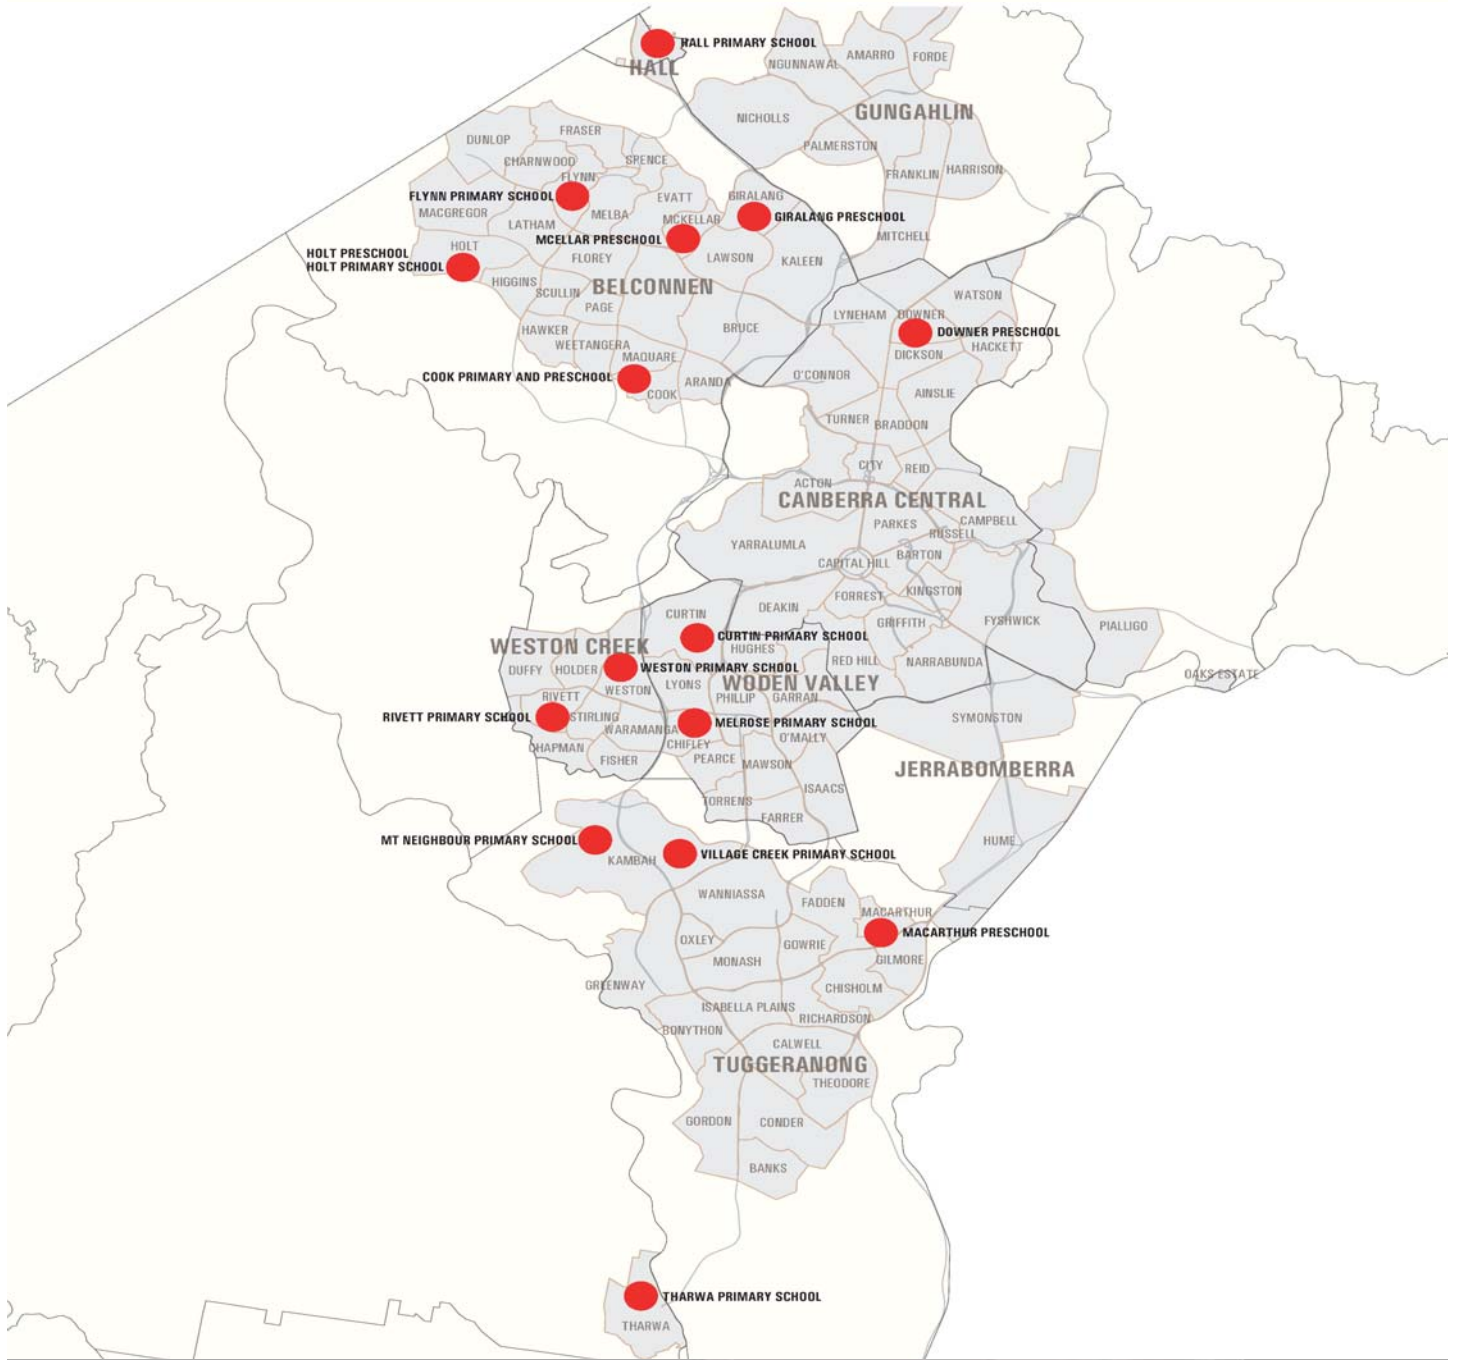 HALL PRIMARY SCHOOL
HALL
NGUNNAWAL
AMARRO
FORDE
GUNGAHLIN
NICHOLLS
PALMERSTON
FRANKLIN
HARRISON
MITCHELL
DUNLOP
FRASER
CHARNWOOD
SPENCE
FLYNN
FLYNN PRIMARY SCHOOL
MACGREGOR
LATHAM
MELBA
EVATT
MCKELLAR
GIRALANG
GIRALANG PRESCHOOL
MCELLAR PRESCHOOL
HOLT PRESCHOOL
HOLT PRIMARY SCHOOL
HOLT
FLOREY
LAWSON
KALEEN
HIGGINS
SCULLIN
BELCONNEN
PAGE
HAWKER
WEETANGERA
BRUCE
MAQUARE
COOK PRIMARY AND PRESCHOOL
COOK
ARANDA
LYNEHAM
DOWNER
WATSON
DOWNER PRESCHOOL
DICKSON
HACKETT
O'CONNOR
AINSLIE
TURNER
BRADDON
CITY
REID
ACTON
CANBERRA CENTRAL
PARKES
CAMPBELL
RUSSELL
YARRALUMLA
CAPITAL HILL
BARTON
FORREST
KINGSTON
DEAKIN
GRIFFITH
FYSHWICK
PIALLIGO
CURTIN
CURTIN PRIMARY SCHOOL
HUGHES
RED HILL
NARRABUNDA
OAKS ESTATE
WESTON CREEK
WESTON PRIMARY SCHOOL
DUFFY
HOLDER
WESTON
LYONS
WODEN VALLEY
PHILLIP
GARRAN
RIVETT
RIVETT PRIMARY SCHOOL
STIRLING
WARAMANGA
MELROSE PRIMARY SCHOOL
CHIFLEY
O'MALLY
SYMONSTON
CHAPMAN
FISHER
PEARCE
MAWSON
JERRABOMBERRA
ISAACS
TORRENS
FARRER
HUME
MT NEIGHBOUR PRIMARY SCHOOL
KAMBAH
VILLAGE CREEK PRIMARY SCHOOL
WANNIASSA
FADDEN
MACARTHUR
MACARTHUR PRESCHOOL
OXLEY
GOWRIE
MONASH
GILMORE
GREENWAY
CHISHOLM
ISABELLA PLAINS
RICHARDSON
BONYTHON
CALWELL
TUGGERANONG
THEODORE
GORDON
CONDER
BANKS
THARWA PRIMARY SCHOOL
THARWA